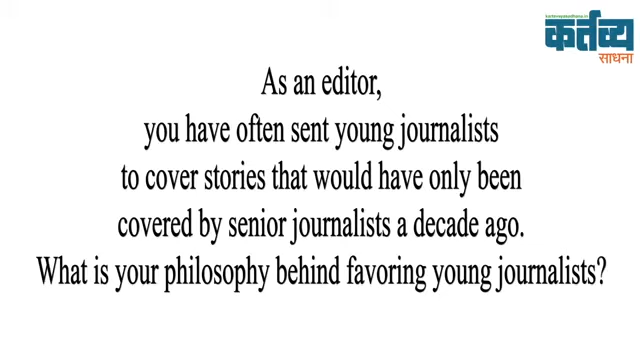 kartavyasadhana.in
कर्तव्य
साधना
As an editor,
you have often sent young journalists
to cover stories that would have only been
covered by senior journalists a decade ago.
What is your philosophy behind favoring young journalists?